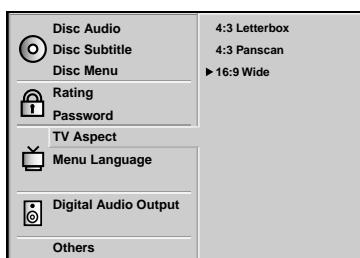 Disc Audio
Disc Subtitle
Disc Menu
Rating
Password
TV Aspect
Menu Language
Digital Audio Output
Others
4:3 Letterbox
4:3 Panscan
16:9 Wide